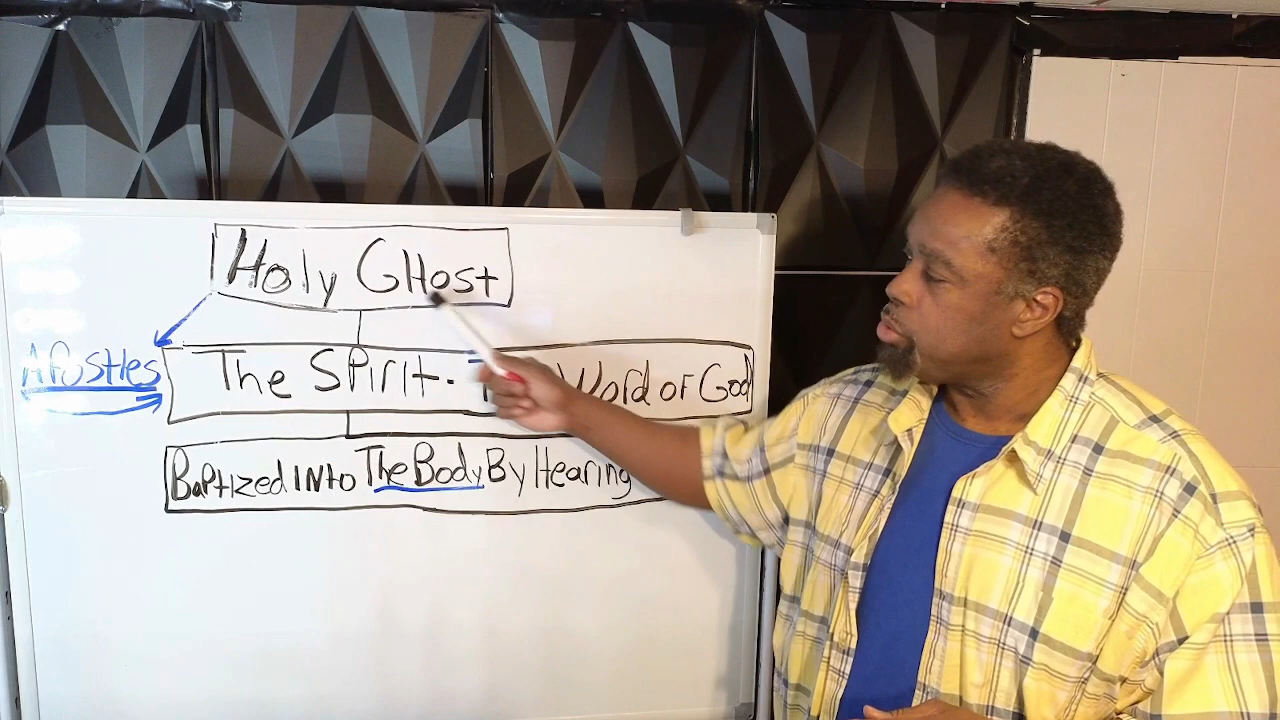 Holy GHost
Apostles
The SPirit. Word of God
BaPtized INto The Body By Hearing